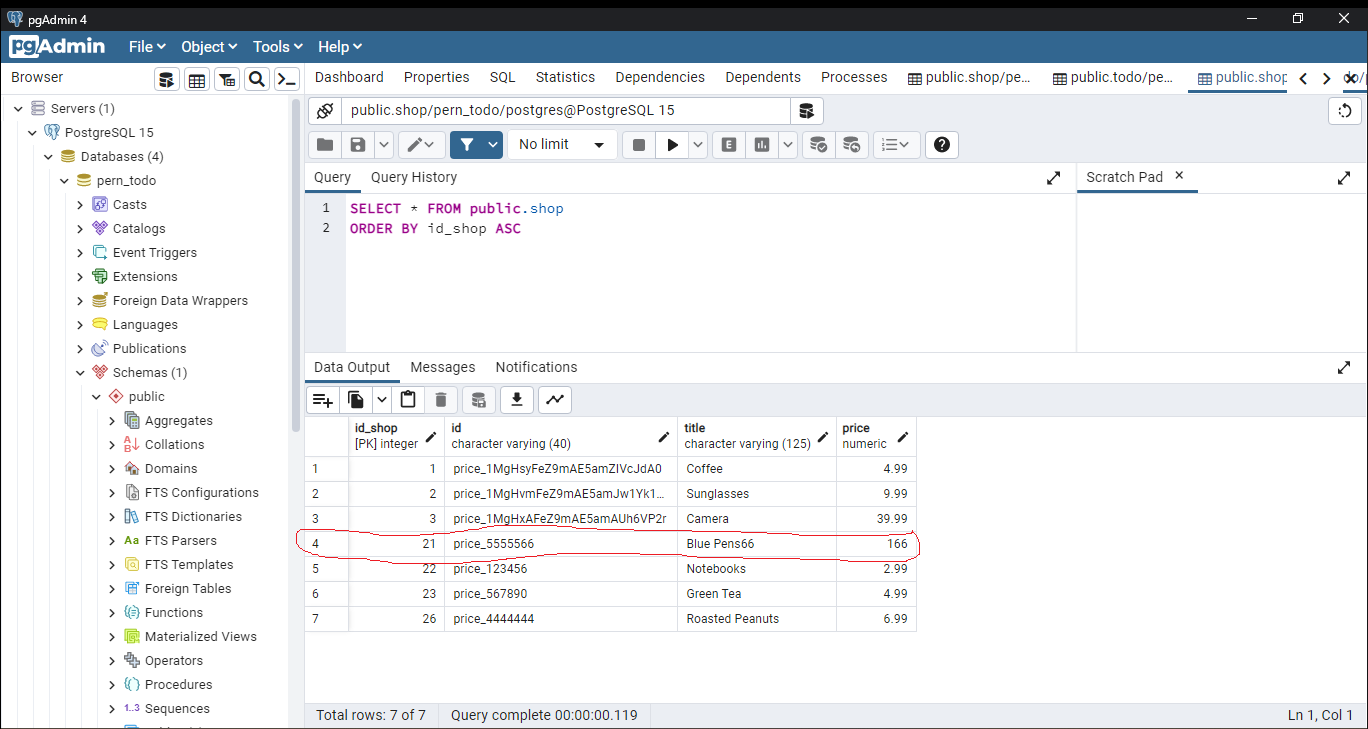 pgAdmin 4
pgAdmin File Object Tools Help
Browser
Dashboard Properties SQL Statistics Dependencies Dependents Processes public.shop/pe... public.todo/pe... public.shop do/p
Servers (1)
PostgreSQL 15
Databases (4)
pern_todo
Casts
Catalogs
Event Triggers
Extensions
Foreign Data Wrappers
Languages
Publications
Schemas (1)
public
Aggregates
Collations
Domains
FTS Configurations
FTS Dictionaries
Aa FTS Parsers
FTS Templates
Foreign Tables
Functions
Materialized Views
Operators
Procedures
1..3 Sequences
public.shop/pern_todo/postgres@PostgreSQL 15
No limit E
Query Query History
Scratch Pad
1 SELECT * FROM public.shop
2 ORDER BY id_shop ASC
Data Output Messages Notifications
id_shop id title price
[PK] integer character varying (40) character varying (125) numeric
1 1 price_1MgHsyFeZ9mAE5amZIVcJdA0 Coffee 4.99
2 2 price_1MgHvmFeZ9mAE5amJw1Yk1... Sunglasses 9.99
3 3 price_1MgHxAFeZ9mAE5amAUh6VP2r Camera 39.99
4 21 price_5555566 Blue Pens66 166
5 22 price_123456 Notebooks 2.99
6 23 price_567890 Green Tea 4.99
7 26 price_4444444 Roasted Peanuts 6.99
Total rows: 7 of 7 Query complete 00:00:00.119 Ln 1, Col 1